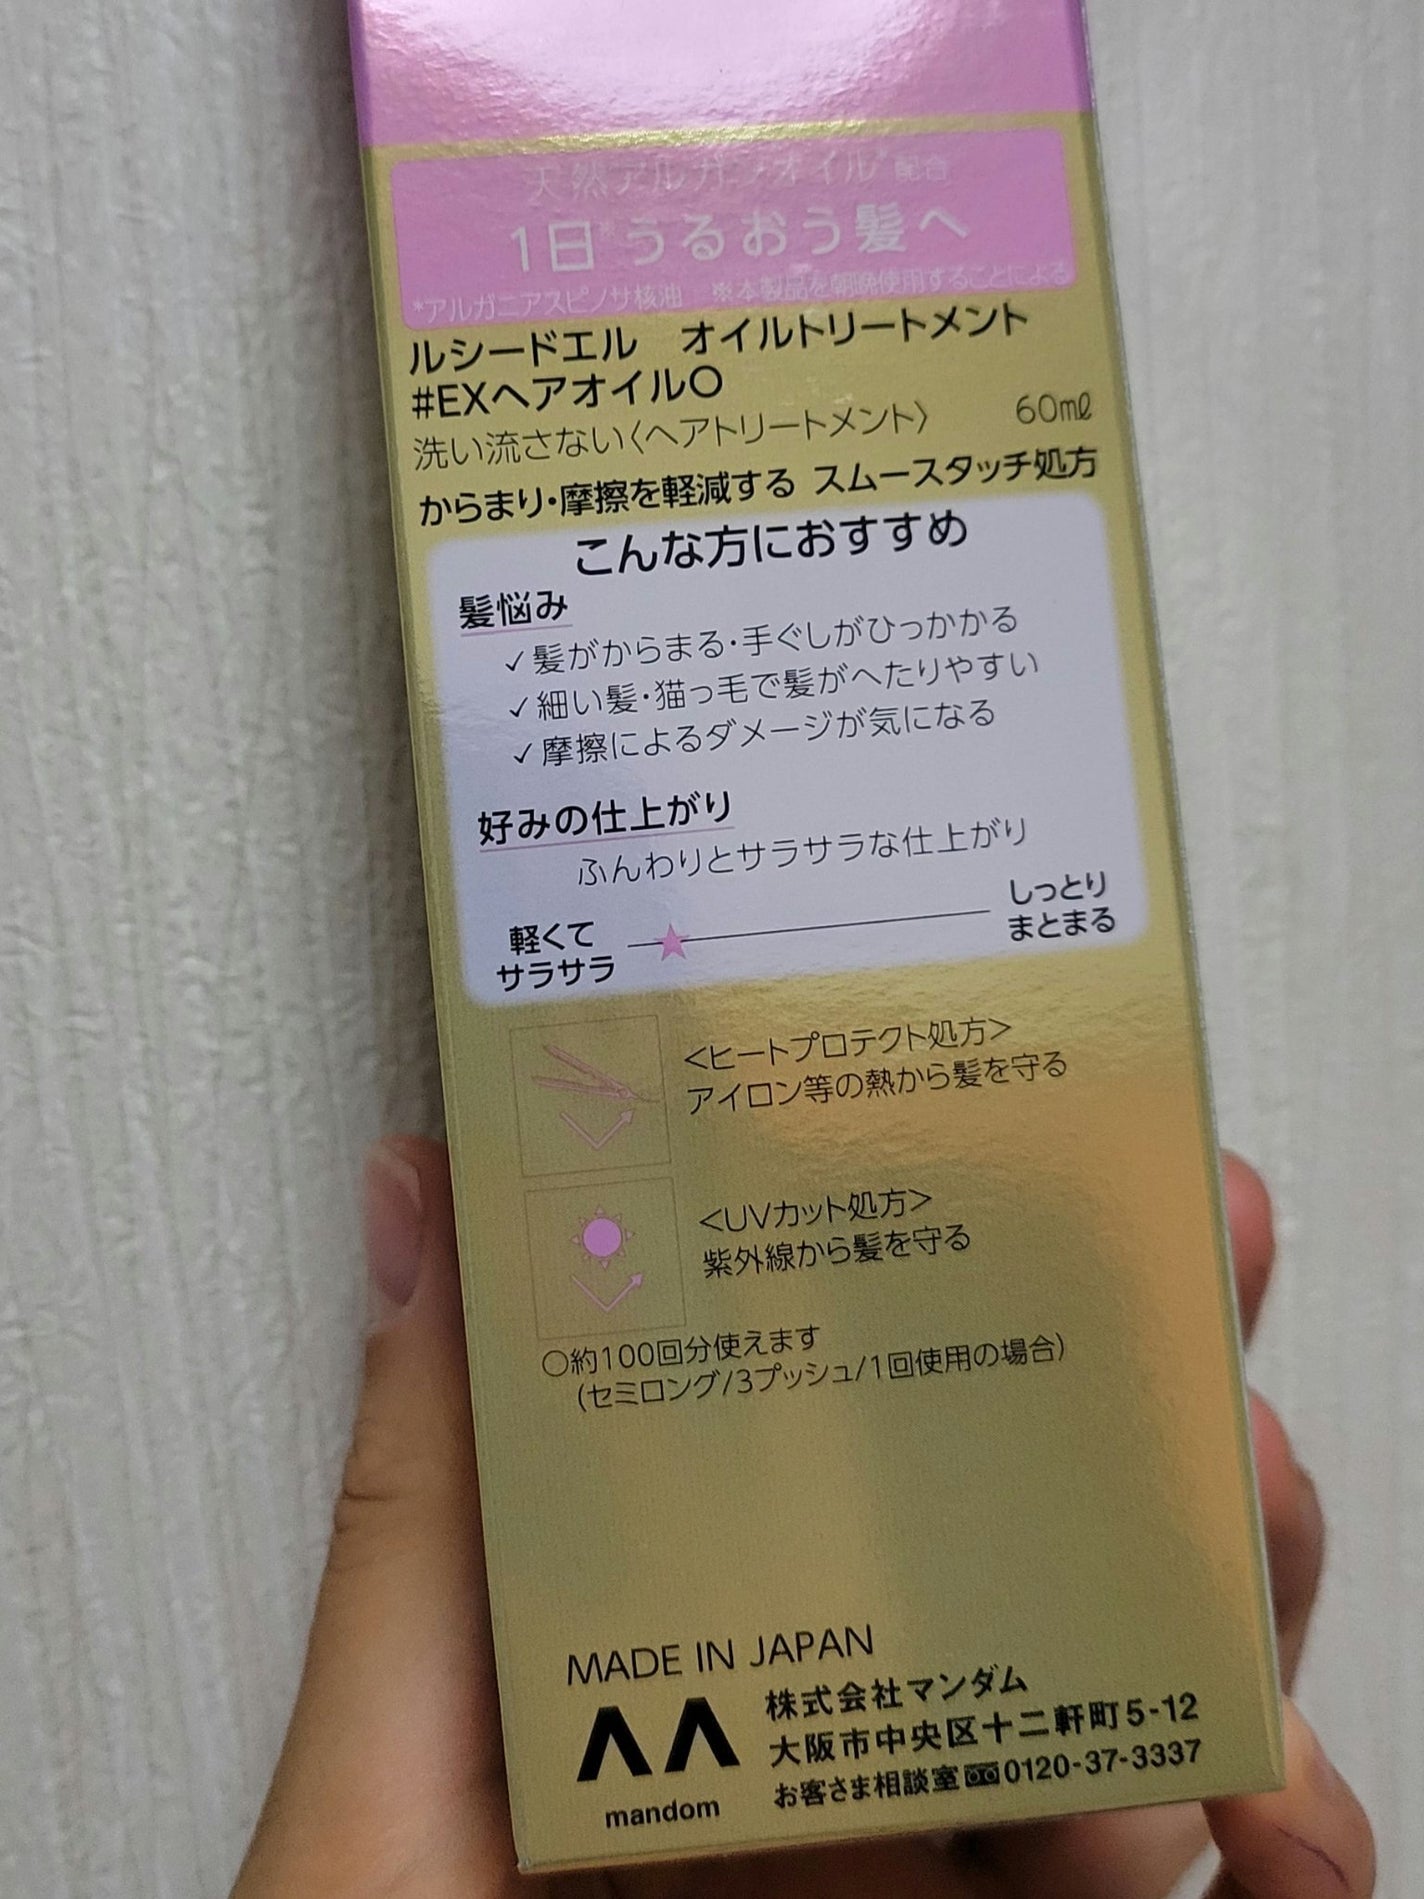 天然アルガンオイル*配合
1日※うるおう髪へ
*アルガニアスピノサ核油 ※本製品を朝晩使用することによる
ルシードエル オイルトリートメント
#EXヘアオイルO
洗い流さない〈ヘアトリートメント〉 60mℓ
からまり・摩擦を軽減する スムースタッチ処方
こんな方におすすめ
髪悩み
✓髪がからまる・手ぐしがひっかかる
✓細い髪・猫っ毛で髪がへたりやすい
✓摩擦によるダメージが気になる
好みの仕上がり
ふんわりとサラサラな仕上がり
軽くて
サラサラ
しっとり
まとまる
<ヒートプロテクト処方>
アイロン等の熱から髪を守る
<UVカット処方>
紫外線から髪を守る
○約100回分使えます
(セミロング/3プッシュ/1回使用の場合)
MADE IN JAPAN
mandom
株式会社マンダム
大阪市中央区十二軒町5-12
お客さま相談室 0120-37-3337